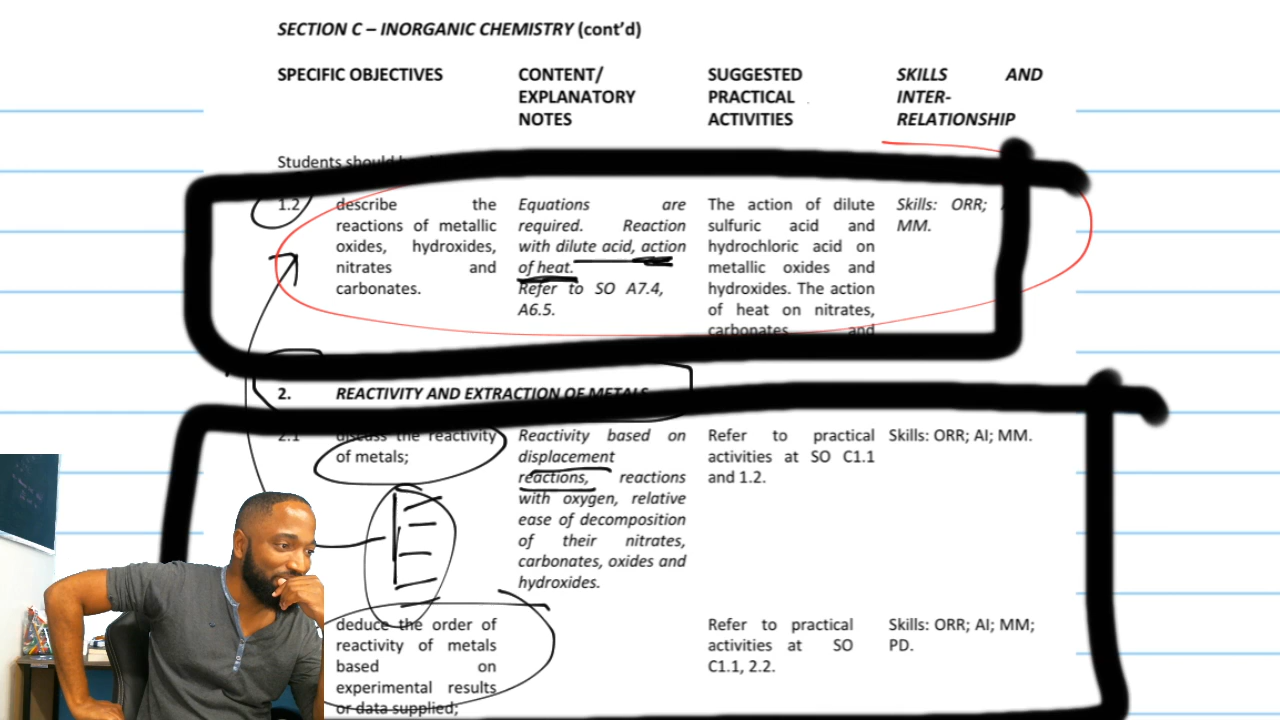 SECTION C – INORGANIC CHEMISTRY (cont'd)
SPECIFIC OBJECTIVES
CONTENT/
EXPLANATORY
NOTES
SUGGESTED
PRACTICAL
ACTIVITIES
SKILLS AND
INTER-
RELATIONSHIP
Students should
1.2 describe the
reactions of metallic
oxides, hydroxides,
nitrates and
carbonates.
Equations are
required. Reaction
with dilute acid, action
of heat.
Refer to SO A7.4,
A6.5.
The action of dilute
sulfuric acid and
hydrochloric acid on
metallic oxides and
hydroxides. The action
of heat on nitrates,
carbonates and
Skills: ORR;
MM.
2. REACTIVITY AND EXTRACTION OF METALS
2.1 discuss the reactivity
of metals;
Reactivity based on
displacement
reactions, reactions
with oxygen, relative
ease of decomposition
of their nitrates,
carbonates, oxides and
hydroxides.
Refer to practical
activities at SO C1.1
and 1.2.
Skills: ORR; AI; MM.
deduce the order of
reactivity of metals
based on
experimental results
or data supplied;
Refer to practical
activities at SO
C1.1, 2.2.
Skills: ORR; AI; MM;
PD.